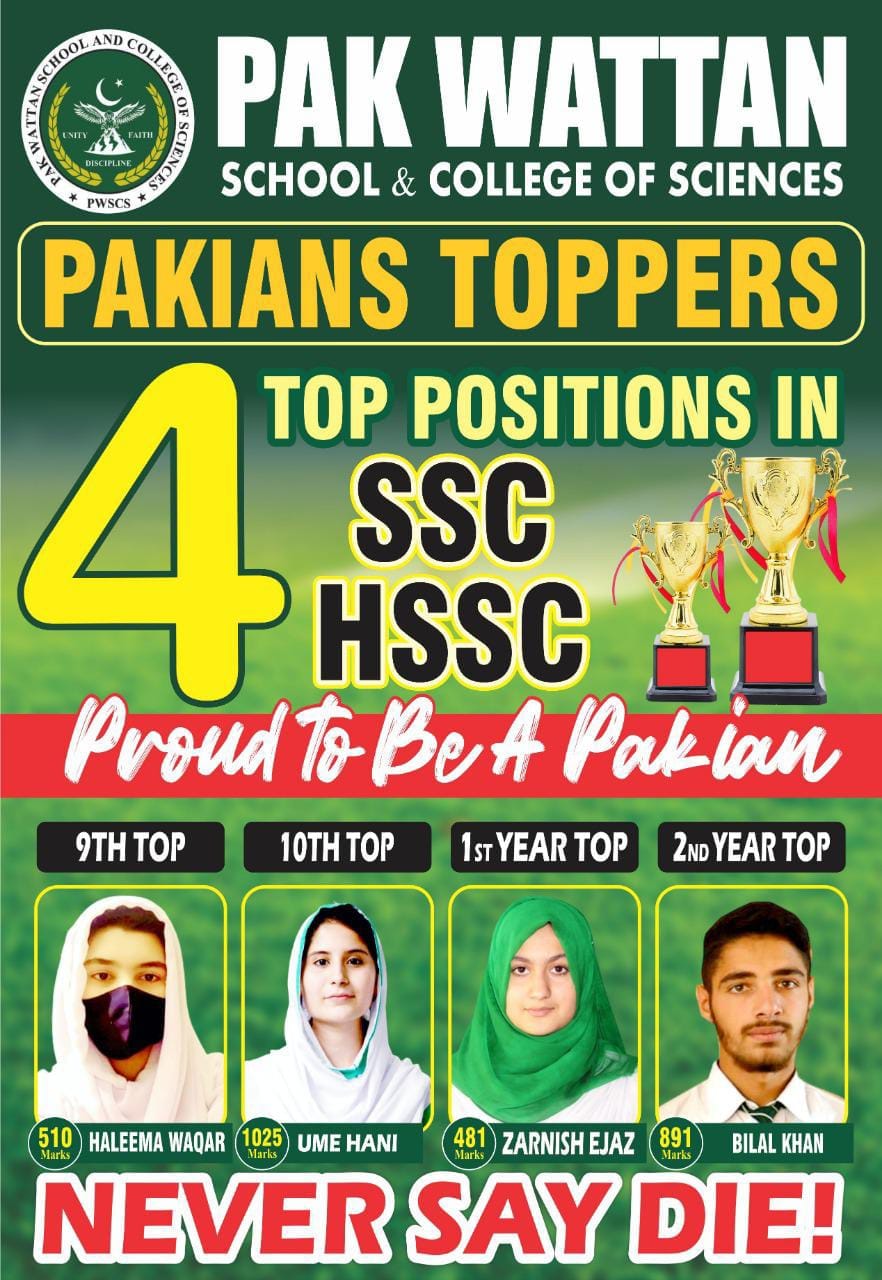 PAK WATTAN SCHOOL AND COLLEGE OF SCIENCES
UNITY
FAITH
DISCIPLINE
★ PWSCS ★
PAK WATTAN
SCHOOL & COLLEGE OF SCIENCES
PAKIANS TOPPERS
4 TOP POSITIONS IN
SSC
HSSC
Proud To Be A Pakian
9TH TOP
10TH TOP
1ST YEAR TOP
2ND YEAR TOP
510 Marks
HALEEMA WAQAR
1025 Marks
UME HANI
481 Marks
ZARNISH EJAZ
891 Marks
BILAL KHAN
NEVER SAY DIE!